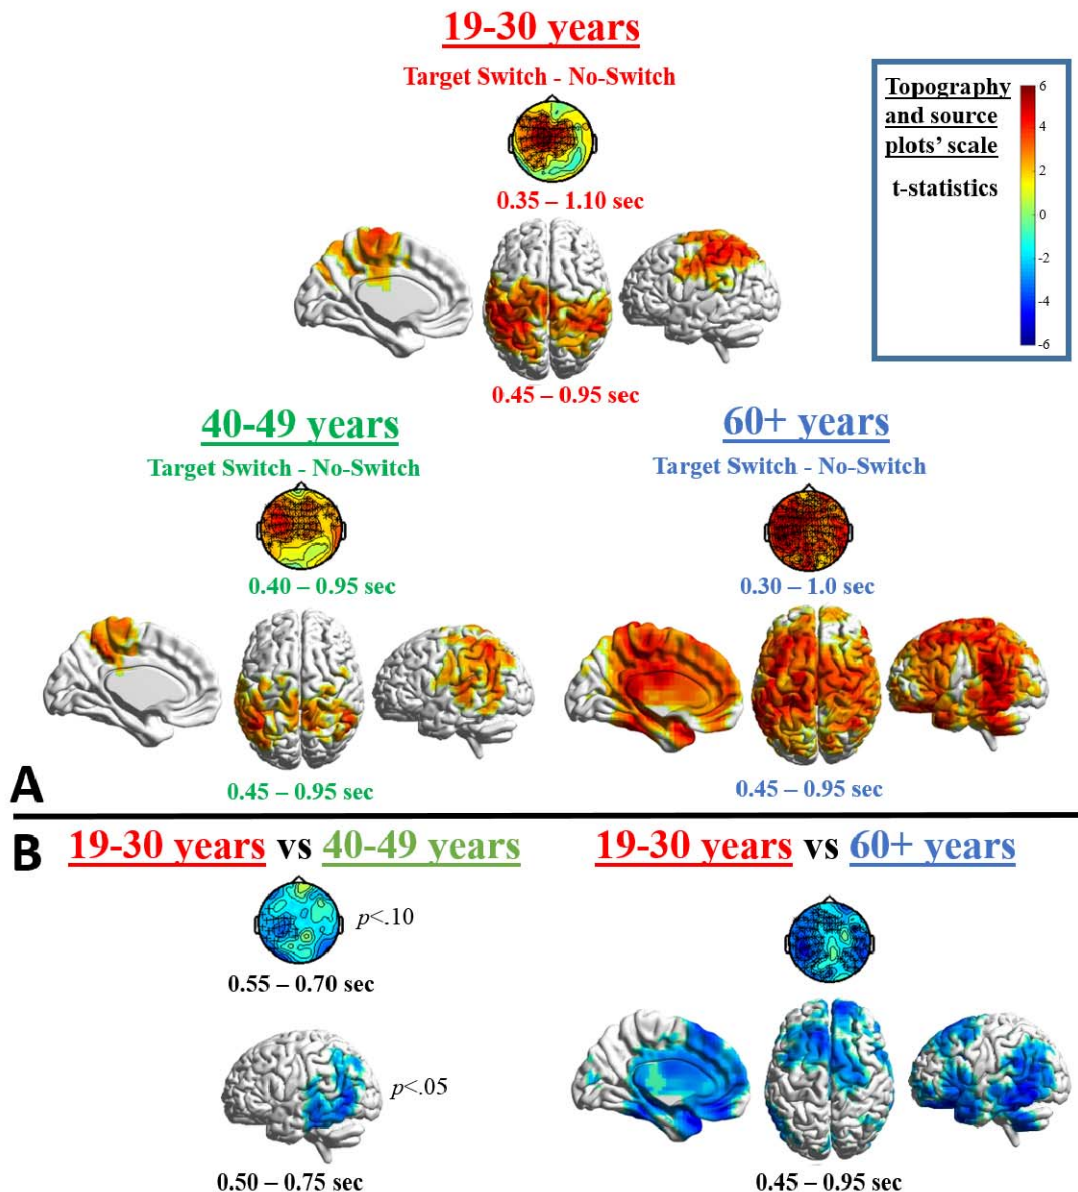 19-30 years
Target Switch - No-Switch
0.35 – 1.10 sec
0.45 – 0.95 sec
Topography
and source
plots’ scale
t-statistics
6
4
2
0
-2
-4
-6
40-49 years
Target Switch - No-Switch
0.40 – 0.95 sec
0.45 – 0.95 sec
60+ years
Target Switch - No-Switch
0.30 – 1.0 sec
0.45 – 0.95 sec
A
B
19-30 years vs 40-49 years
p<.10
0.55 – 0.70 sec
p<.05
0.50 – 0.75 sec
19-30 years vs 60+ years
0.45 – 0.95 sec